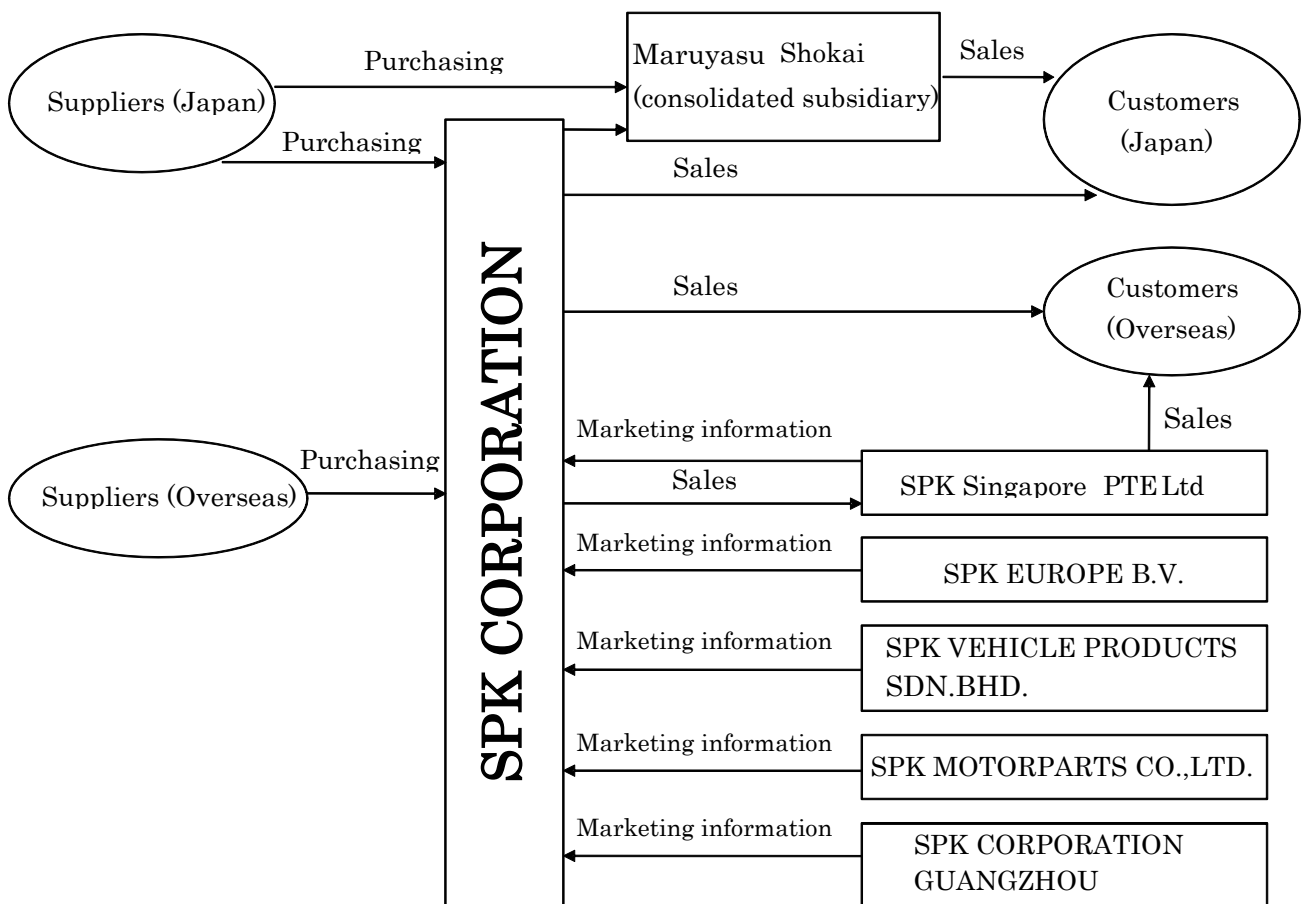 Purchasing
Maruyasu Shokai
(consolidated subsidiary)
Sales
Suppliers (Japan)
Customers
(Japan)
Purchasing
Sales
SPK CORPORATION
Sales
Customers
(Overseas)
Marketing information
Sales
Purchasing
Suppliers (Overseas)
Sales
SPK Singapore PTE Ltd
Marketing information
SPK EUROPE B.V.
Marketing information
SPK VEHICLE PRODUCTS
SDN.BHD.
Marketing information
SPK MOTORPARTS CO.,LTD.
Marketing information
SPK CORPORATION
GUANGZHOU